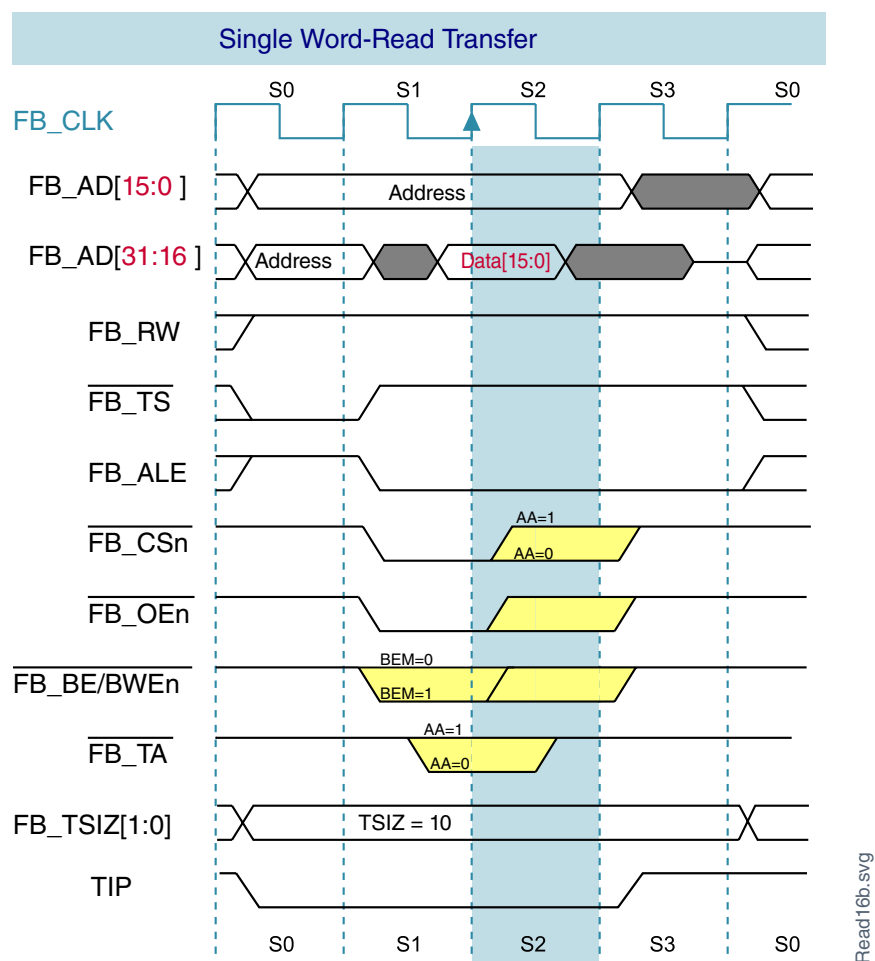 Single Word-Read Transfer
S0 S1 S2 S3 S0
FB_CLK
FB_AD[15:0 ] Address
FB_AD[31:16 ] Address Data[15:0]
FB_RW
FB_TS
FB_ALE
AA=1
FB_CSn AA=0
FB_OEn
BEM=0
FB_BE/BWEn BEM=1
AA=1
FB_TA AA=0
FB_TSIZ[1:0] TSIZ = 10
TIP
S0 S1 S2 S3 S0
Read16b.svg